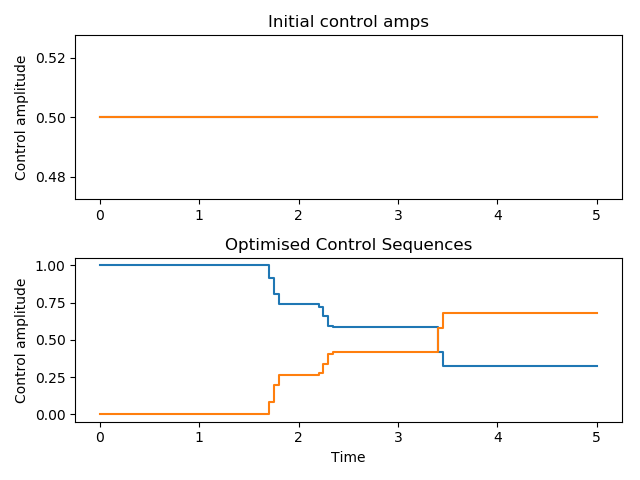 Initial control amps
Control amplitude
0.52
0.50
0.48
0 1 2 3 4 5
Optimised Control Sequences
Control amplitude
1.00
0.75
0.50
0.25
0.00
0 1 2 3 4 5
Time